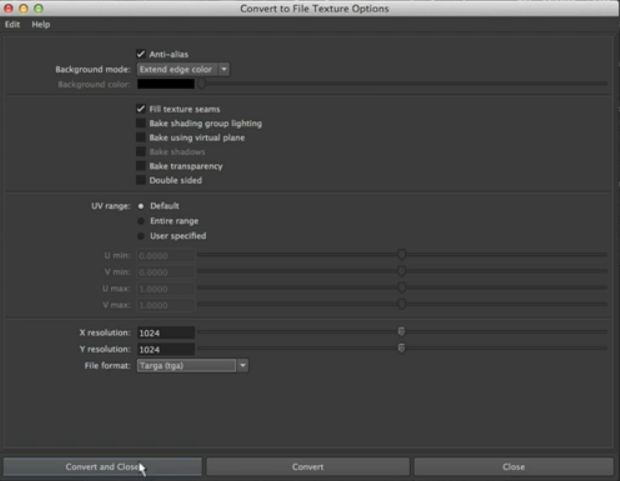 Convert to File Texture Options
Edit Help
Anti-alias
Background mode: Extend edge color
Background color:
Fill texture seams
Bake shading group lighting
Bake using virtual plane
Bake shadows
Bake transparency
Double sided
UV range: Default
Entire range
User specified
U min: 0.0000
V min: 0.0000
U max: 1.0000
V max: 1.0000
X resolution: 1024
Y resolution: 1024
File format: Targa (tga)
Convert and Close Convert Close